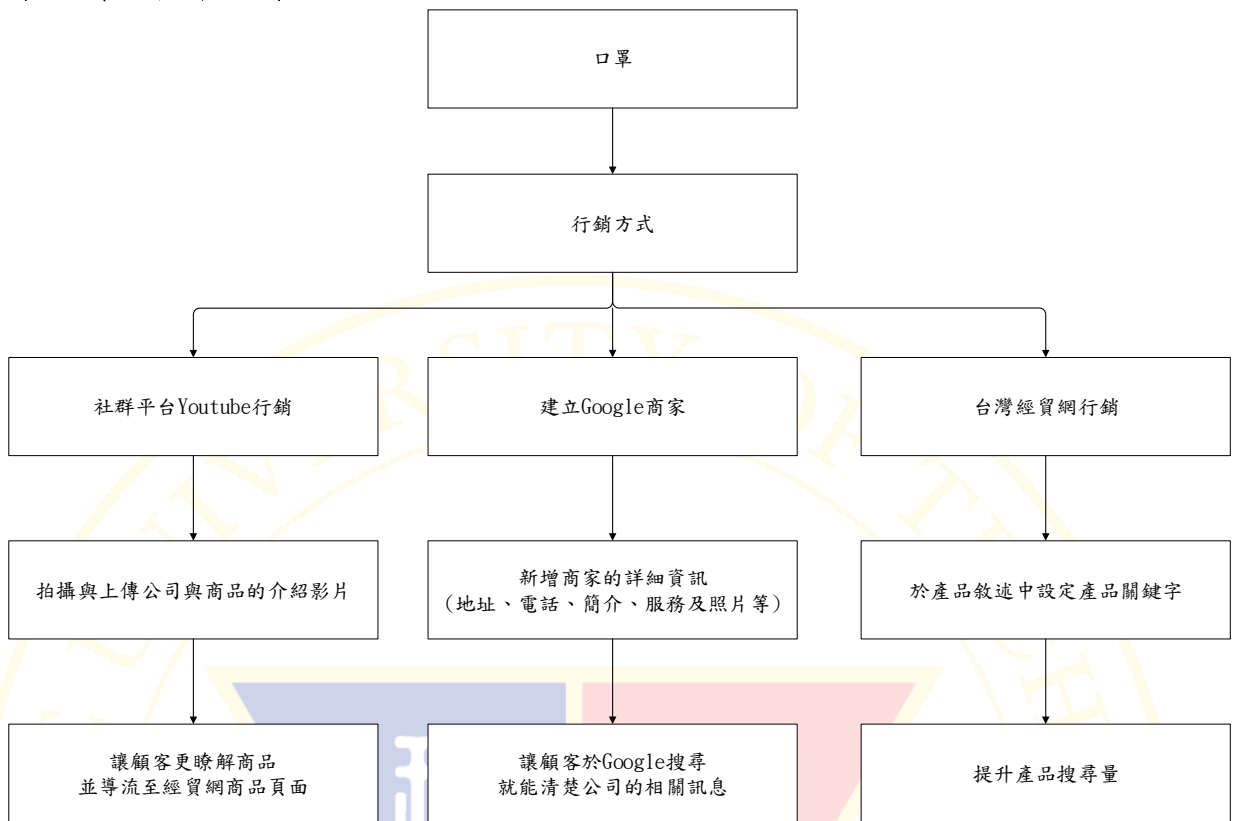 口罩
行銷方式
社群平台Youtube行銷
建立Google商家
台灣經貿網行銷
拍攝與上傳公司與商品的介紹影片
新增商家的詳細資訊
(地址、電話、簡介、服務及照片等)
於產品敘述中設定產品關鍵字
讓顧客更瞭解商品
並導流至經貿網商品頁面
讓顧客於Google搜尋
就能清楚公司的相關訊息
提升產品搜尋量